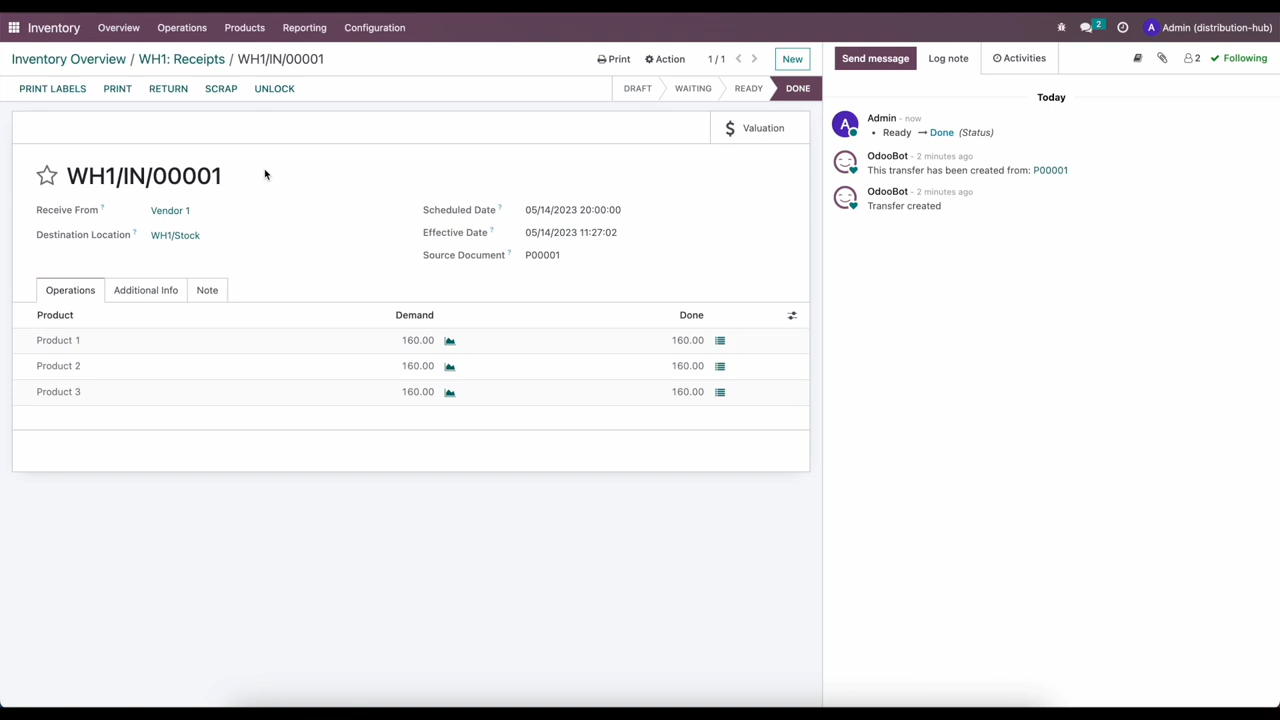 Inventory Overview Operations Products Reporting Configuration 2 A Admin (distribution-hub)
Inventory Overview / WH1: Receipts / WH1/IN/00001 Print Action 1 / 1 New Send message Log note Activities 2 Following
PRINT LABELS PRINT RETURN SCRAP UNLOCK DRAFT WAITING READY DONE
Today
$ Valuation
A Admin - now
Ready → Done (Status)
OdooBot - 2 minutes ago
This transfer has been created from: P00001
OdooBot - 2 minutes ago
Transfer created
WH1/IN/00001
Receive From ? Vendor 1 Scheduled Date ? 05/14/2023 20:00:00
Destination Location ? WH1/Stock Effective Date ? 05/14/2023 11:27:02
Source Document ? P00001
Operations Additional Info Note
Product Demand Done
Product 1 160.00 160.00
Product 2 160.00 160.00
Product 3 160.00 160.00